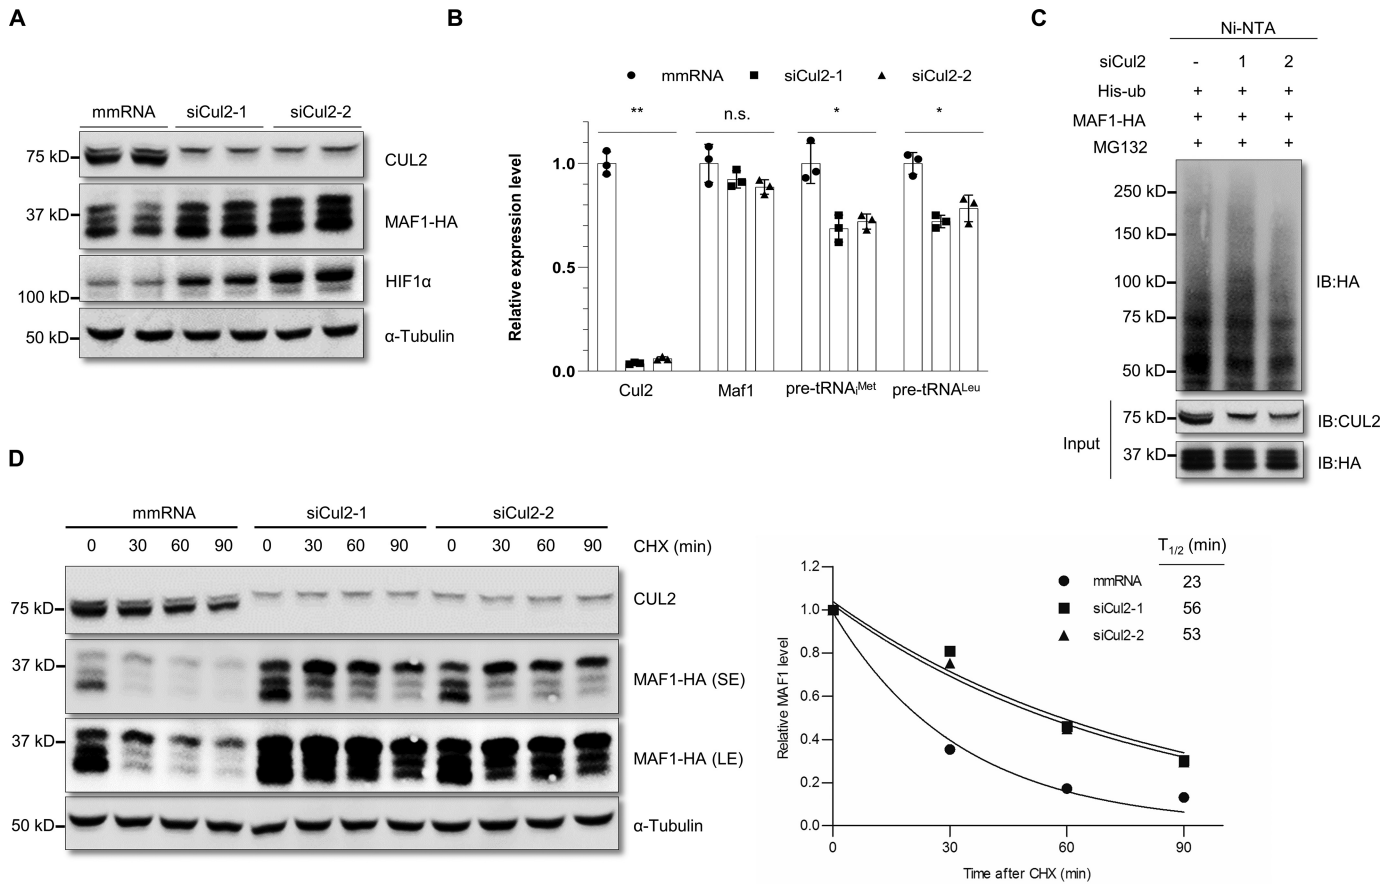 A
mmRNA siCul2-1 siCul2-2
75 kD CUL2
37 kD MAF1-HA
HIF1α
100 kD
50 kD α-Tubulin
B
mmRNA siCul2-1 siCul2-2
** n.s. * *
Relative expression level
1.0
0.5
0.0
Cul2 Maf1 pre-tRNAiMet pre-tRNALeu
C
Ni-NTA
siCul2 - 1 2
His-ub + + +
MAF1-HA + + +
MG132 + + +
250 kD
150 kD
100 kD IB:HA
75 kD
50 kD
Input
75 kD IB:CUL2
37 kD IB:HA
D
mmRNA siCul2-1 siCul2-2
0 30 60 90 0 30 60 90 0 30 60 90 CHX (min)
75 kD CUL2
37 kD MAF1-HA (SE)
37 kD MAF1-HA (LE)
50 kD α-Tubulin
T1/2 (min)
mmRNA 23
siCul2-1 56
siCul2-2 53
Relative MAF1 level
1.2
1.0
0.8
0.6
0.4
0.2
0.0
0 30 60 90
Time after CHX (min)